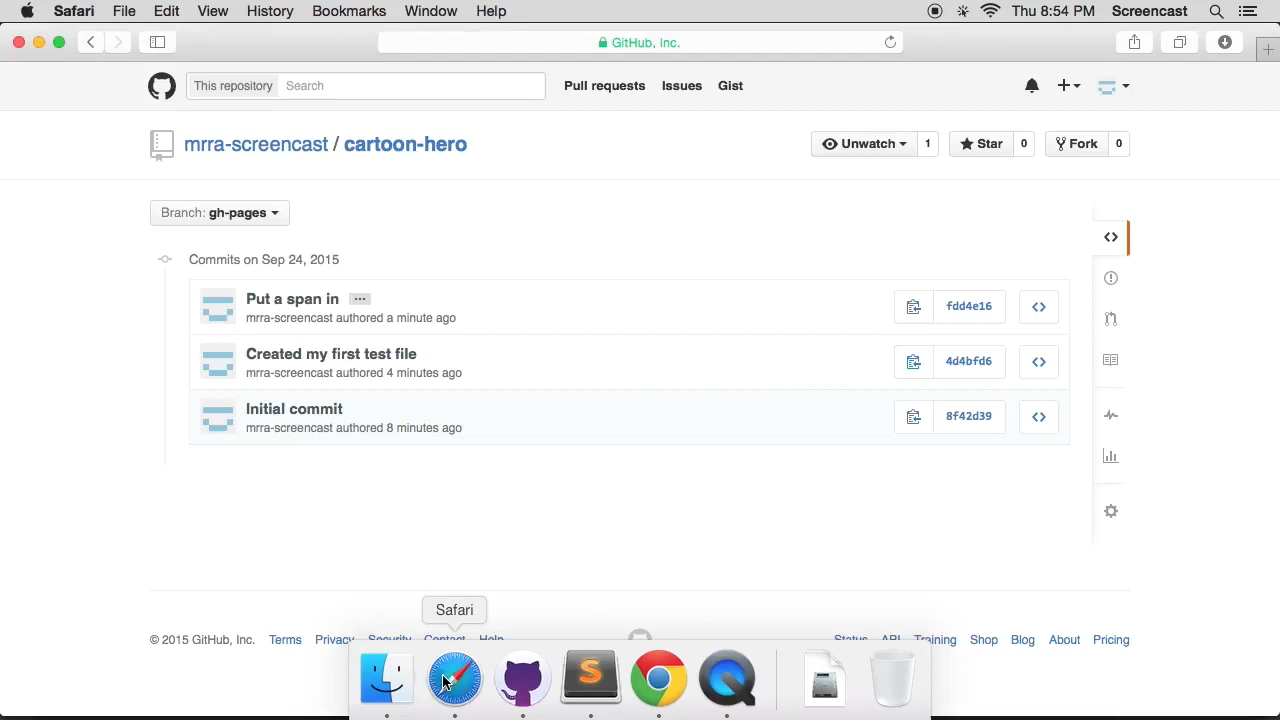 Safari File Edit View History Bookmarks Window Help Thu 8:54 PM Screencast
GitHub, Inc.
This repository Search Pull requests Issues Gist
mrra-screencast / cartoon-hero Unwatch 1 Star 0 Fork 0
Branch: gh-pages
Commits on Sep 24, 2015
Put a span in ...
mrra-screencast authored a minute ago
fdd4e16
Created my first test file
mrra-screencast authored 4 minutes ago
4d4bfd6
Initial commit
mrra-screencast authored 8 minutes ago
8f42d39
Safari
© 2015 GitHub, Inc. Terms Privacy Security Contact Help Status API Training Shop Blog About Pricing